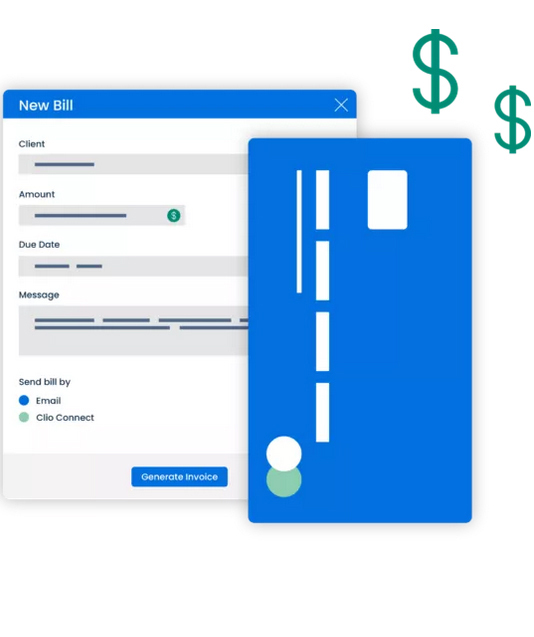 New Bill
Client
Amount
$
Due Date
Message
Send bill by
Email
Clio Connect
Generate Invoice
$
$